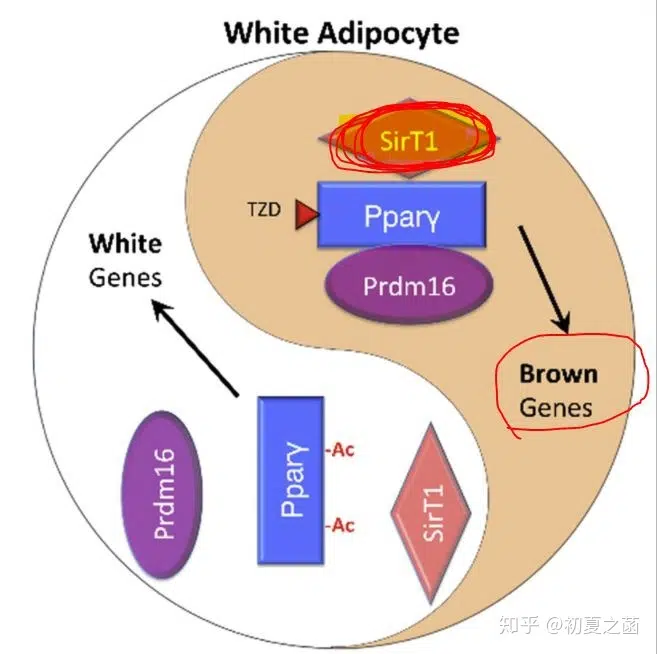 White Adipocyte
SirT1
TZD
Pparγ
Prdm16
White
Genes
Brown
Genes
Prdm16
Pparγ
-Ac
-Ac
SirT1
知乎 @初夏之菡